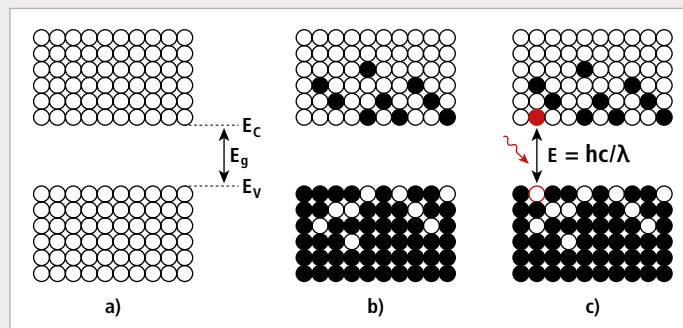 E_C
E_g
E_V
E = hc/λ
a)
b)
c)